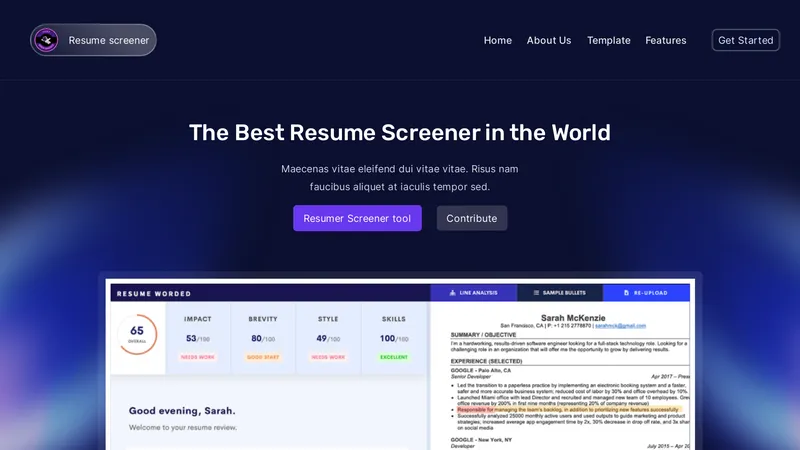 Resume screener
Home About Us Template Features Get Started
The Best Resume Screener in the World
Maecenas vitae eleifend dui vitae vitae. Risus nam
faucibus aliquet at iaculis tempor sed.
Resumer Screener tool Contribute
RESUME WORDED
LINE ANALYSIS SAMPLE BULLETS RE-UPLOAD
65
OVERALL
IMPACT BREVITY STYLE SKILLS
53/100 80/100 49/100 100/100
NEEDS WORK GOOD START NEEDS WORK EXCELLENT
Good evening, Sarah.
Welcome to your resume review.
Sarah McKenzie
San Francisco, CA | P: +1 215 2778870 | sarahmck@gmail.com
SUMMARY / OBJECTIVE
I'm a hardworking, results-driven software engineer looking for a full-stack technology role. Looking for a
challenging role in an organization that will offer me the opportunity to grow by delivering results.
EXPERIENCE (SELECTED)
GOOGLE - Palo Alto, CA
Senior Developer April 2017 – Prese
Led the transition to a paperless practice by implementing an electronic booking system and a faster,
safer and more accurate business system; reduced cost of labor by 30% and office overhead by 10%.
Launched Miami office with lead Director and recruited and managed new team of 10 employees. Grew
office revenue by 200% in first nine months (representing 20% of company revenue)
Responsible for managing the team's backlog, in addition to prioritizing new features successfully
Successfully analyzed 25000 monthly active users and used outputs to guide marketing and product
strategies; increased average app engagement time by 2x, 30% decrease in drop off rate, and 3x shar
on social media
GOOGLE - New York, NY
Developer July 2015 – Apr 20